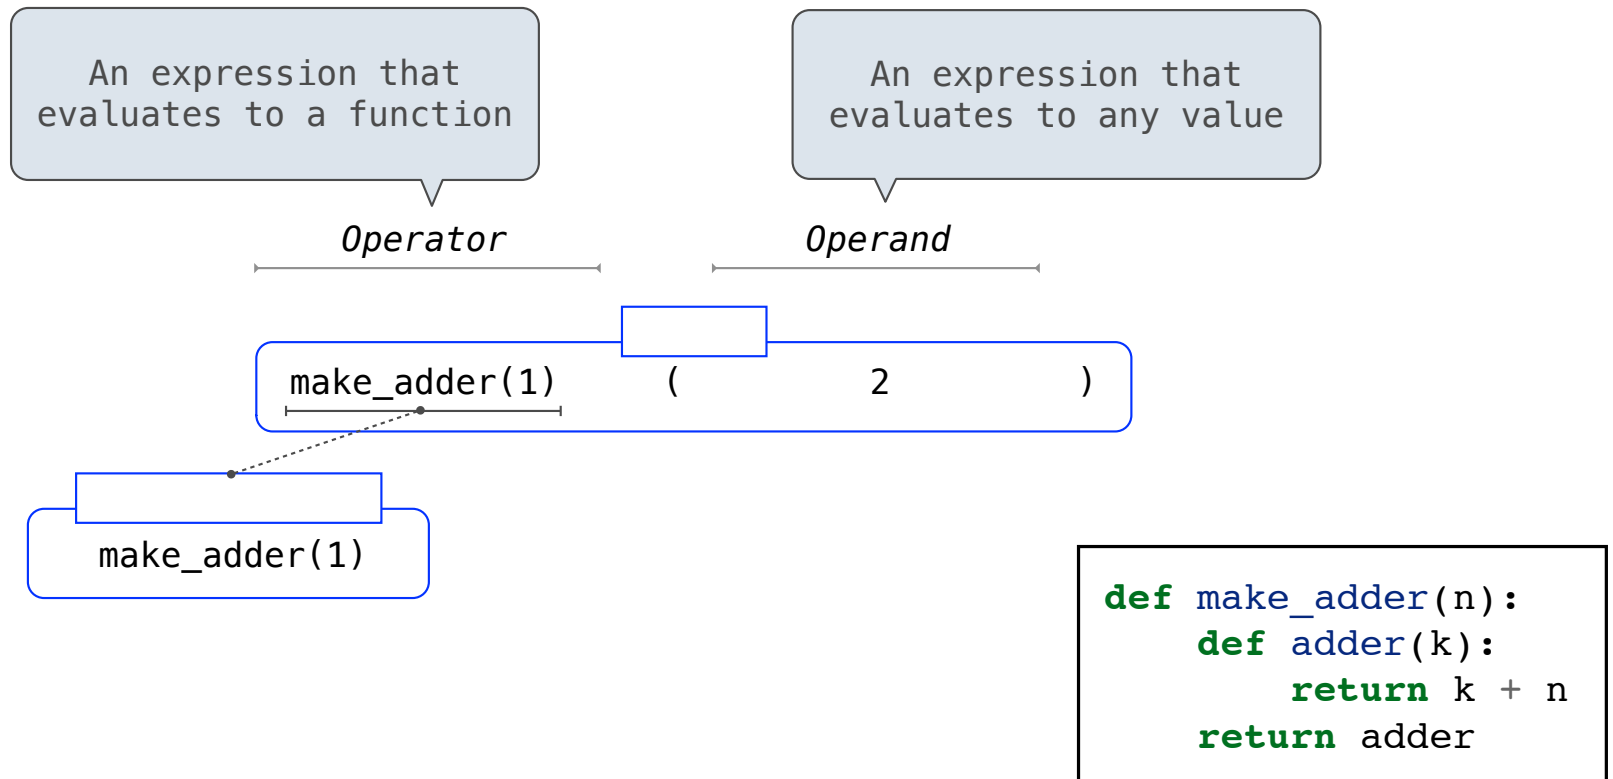 An expression that
evaluates to a function
An expression that
evaluates to any value
Operator
Operand
make_adder(1) ( 2 )
make_adder(1)
def make_adder(n):
    def adder(k):
        return k + n
    return adder